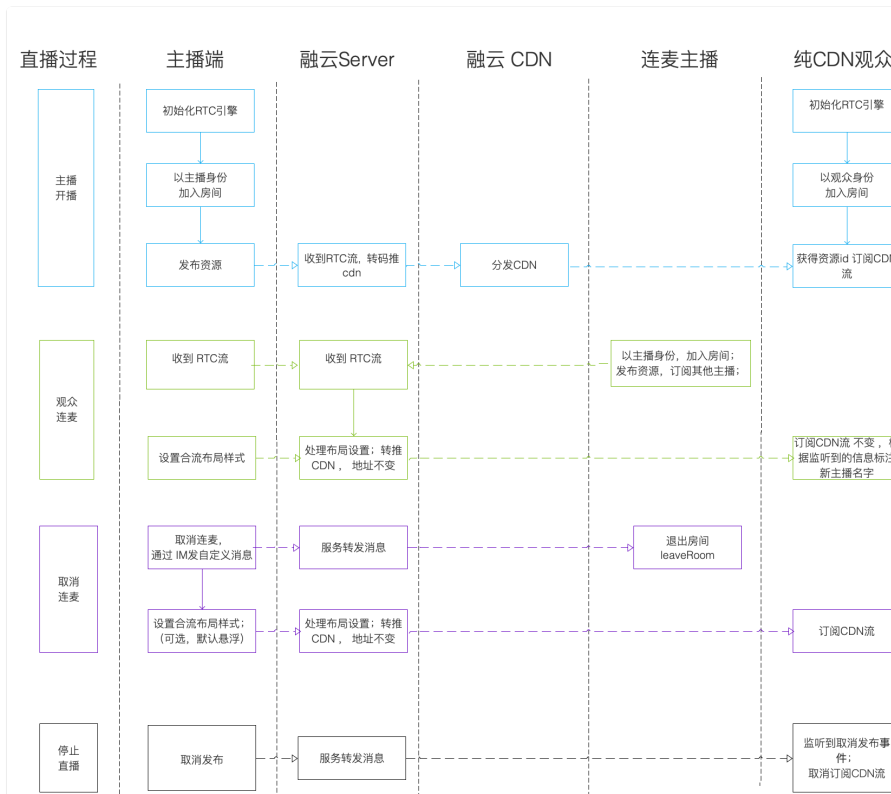 直播过程
主播端
融云Server
融云 CDN
连麦主播
纯CDN观众
主播
开播
初始化RTC引擎
以主播身份
加入房间
发布资源
收到RTC流，转码推
cdn
分发CDN
初始化RTC引擎
以观众身份
加入房间
获得资源id 订阅CDN
流
观众
连麦
收到 RTC流
收到 RTC流
以主播身份，加入房间；
发布资源，订阅其他主播；
设置合流布局样式
处理布局设置；转推
CDN ， 地址不变
订阅CDN流 不变 ，
据监听到的信息标注
新主播名字
取消
连麦
取消连麦，
通过 IM发自定义消息
服务转发消息
退出房间
leaveRoom
设置合流布局样式；
（可选，默认悬浮）
处理布局设置；转推
CDN ， 地址不变
订阅CDN流
停止
直播
取消发布
服务转发消息
监听到取消发布事
件；
取消订阅CDN流